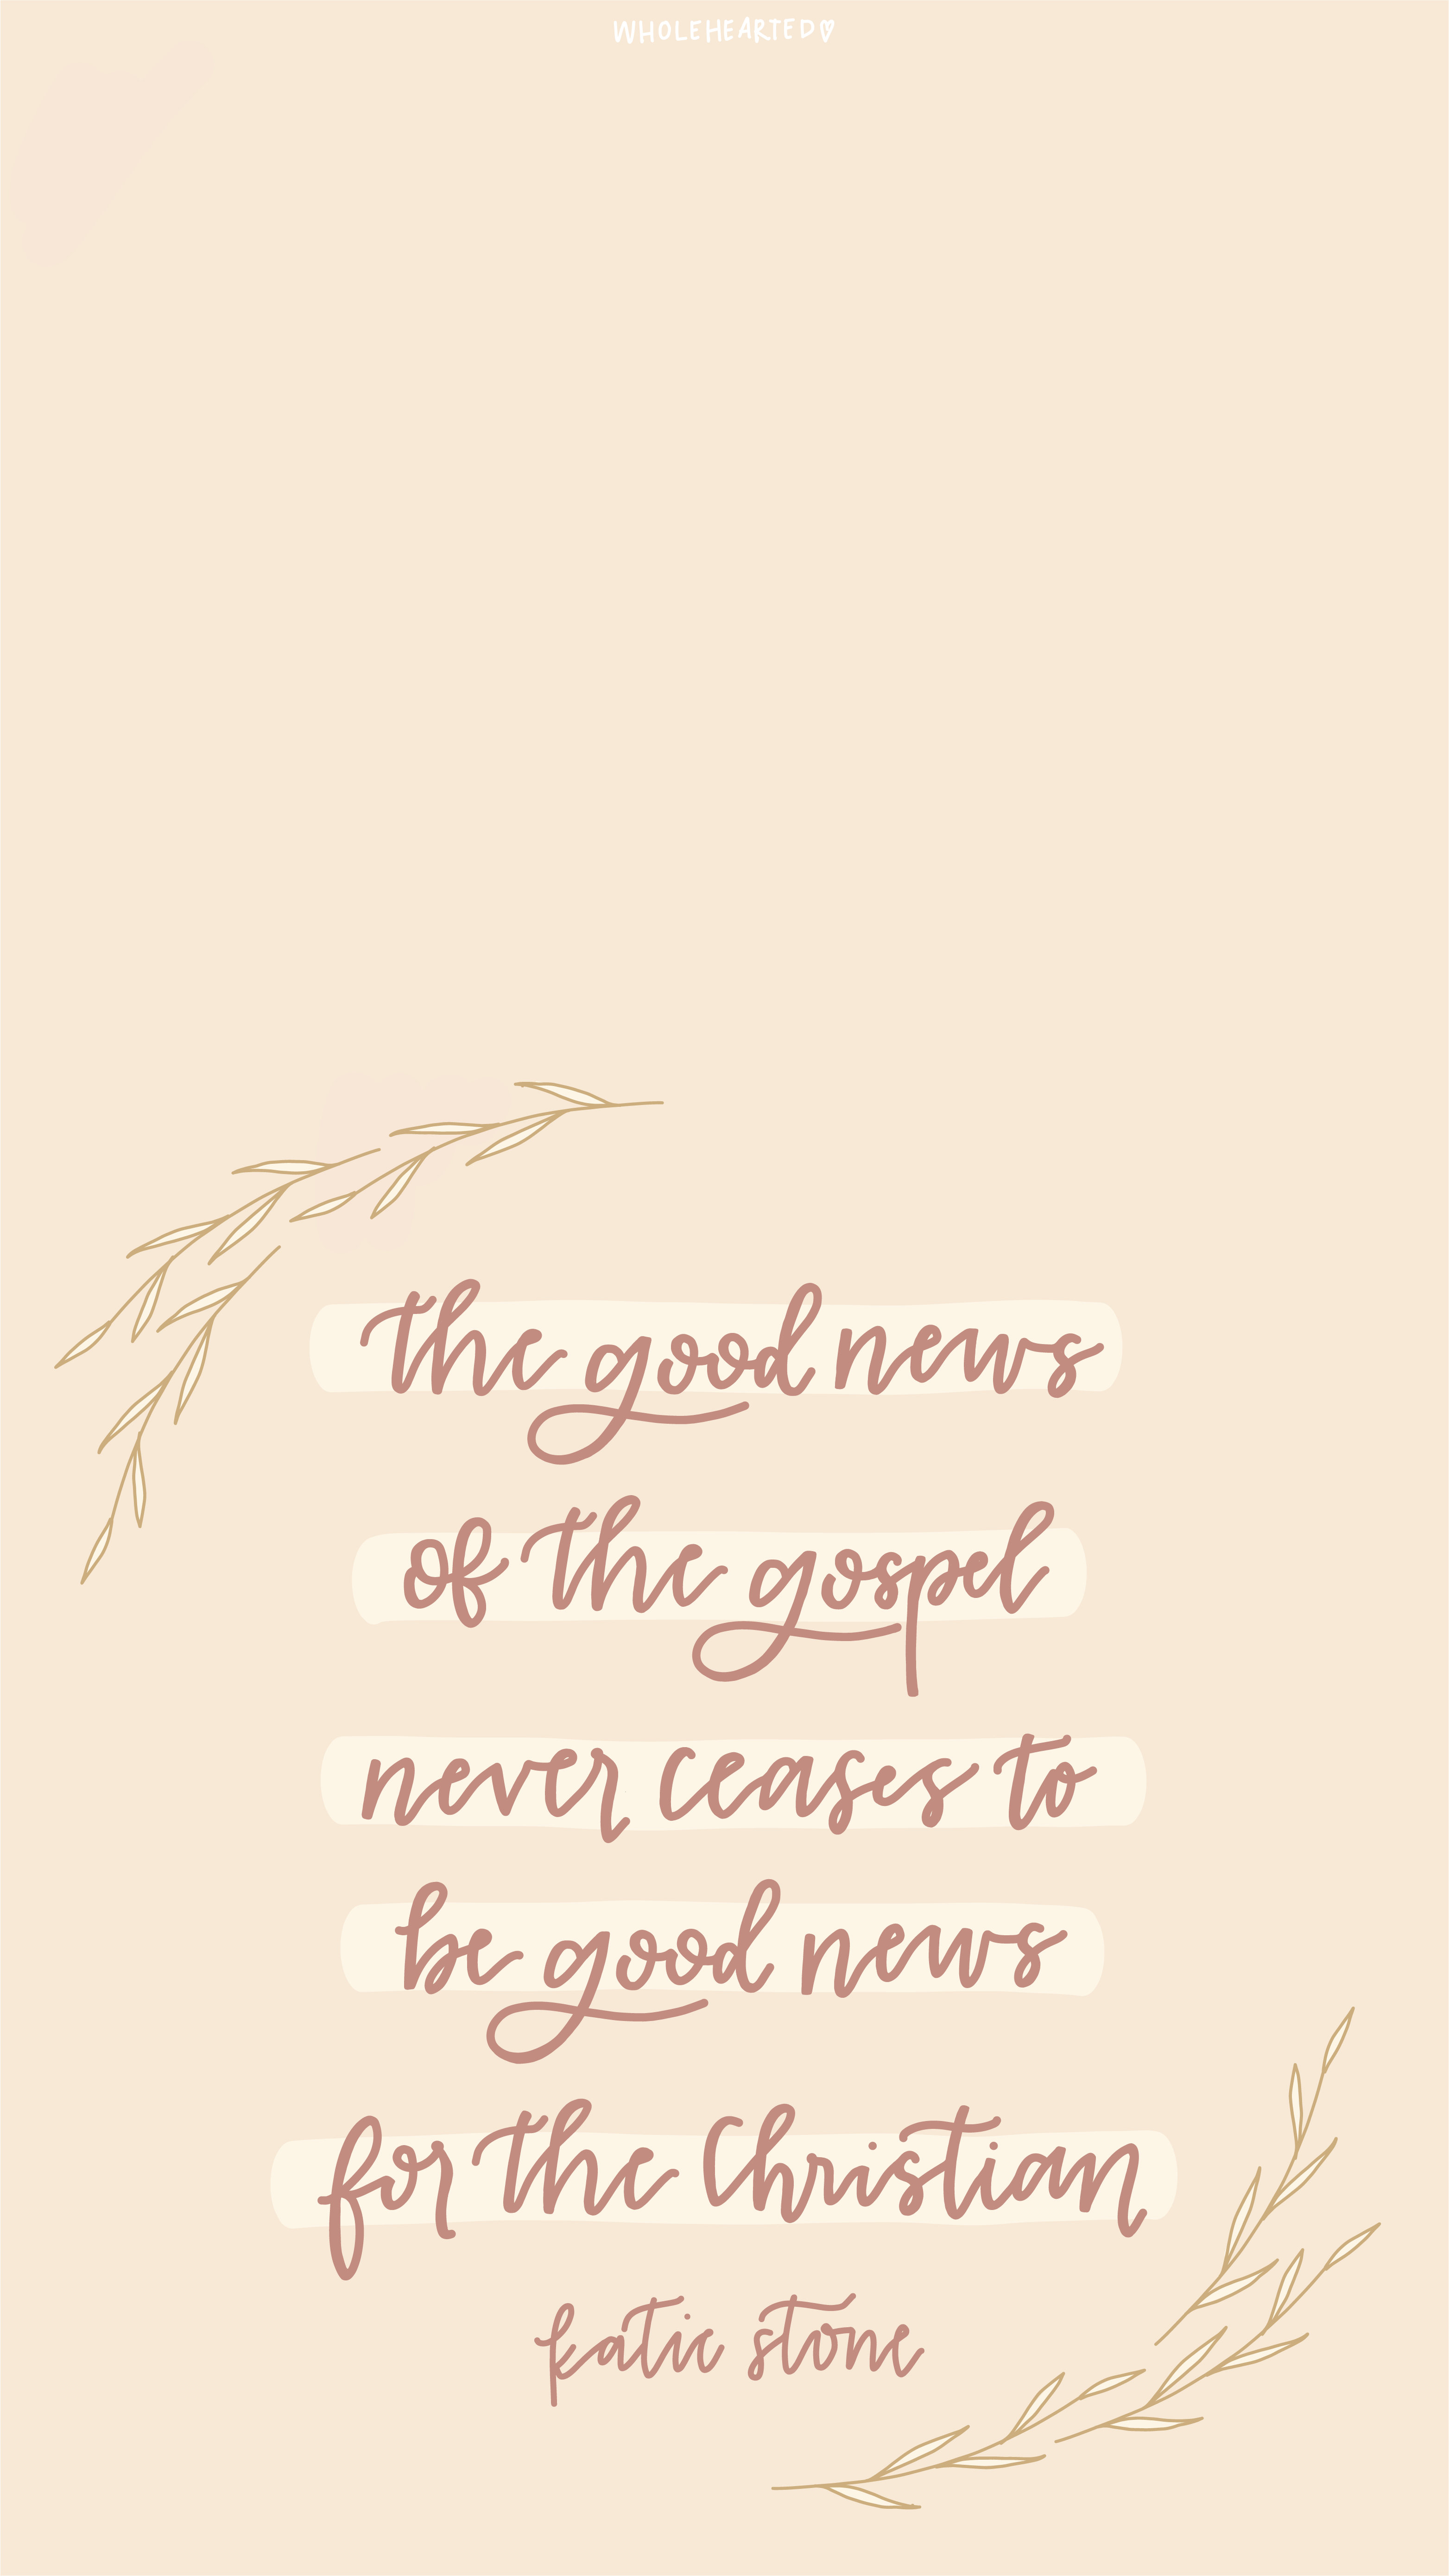 WHOLEHEARTED♡
the good news
of the gospel
never ceases to
be good news
for the Christian
katie stone